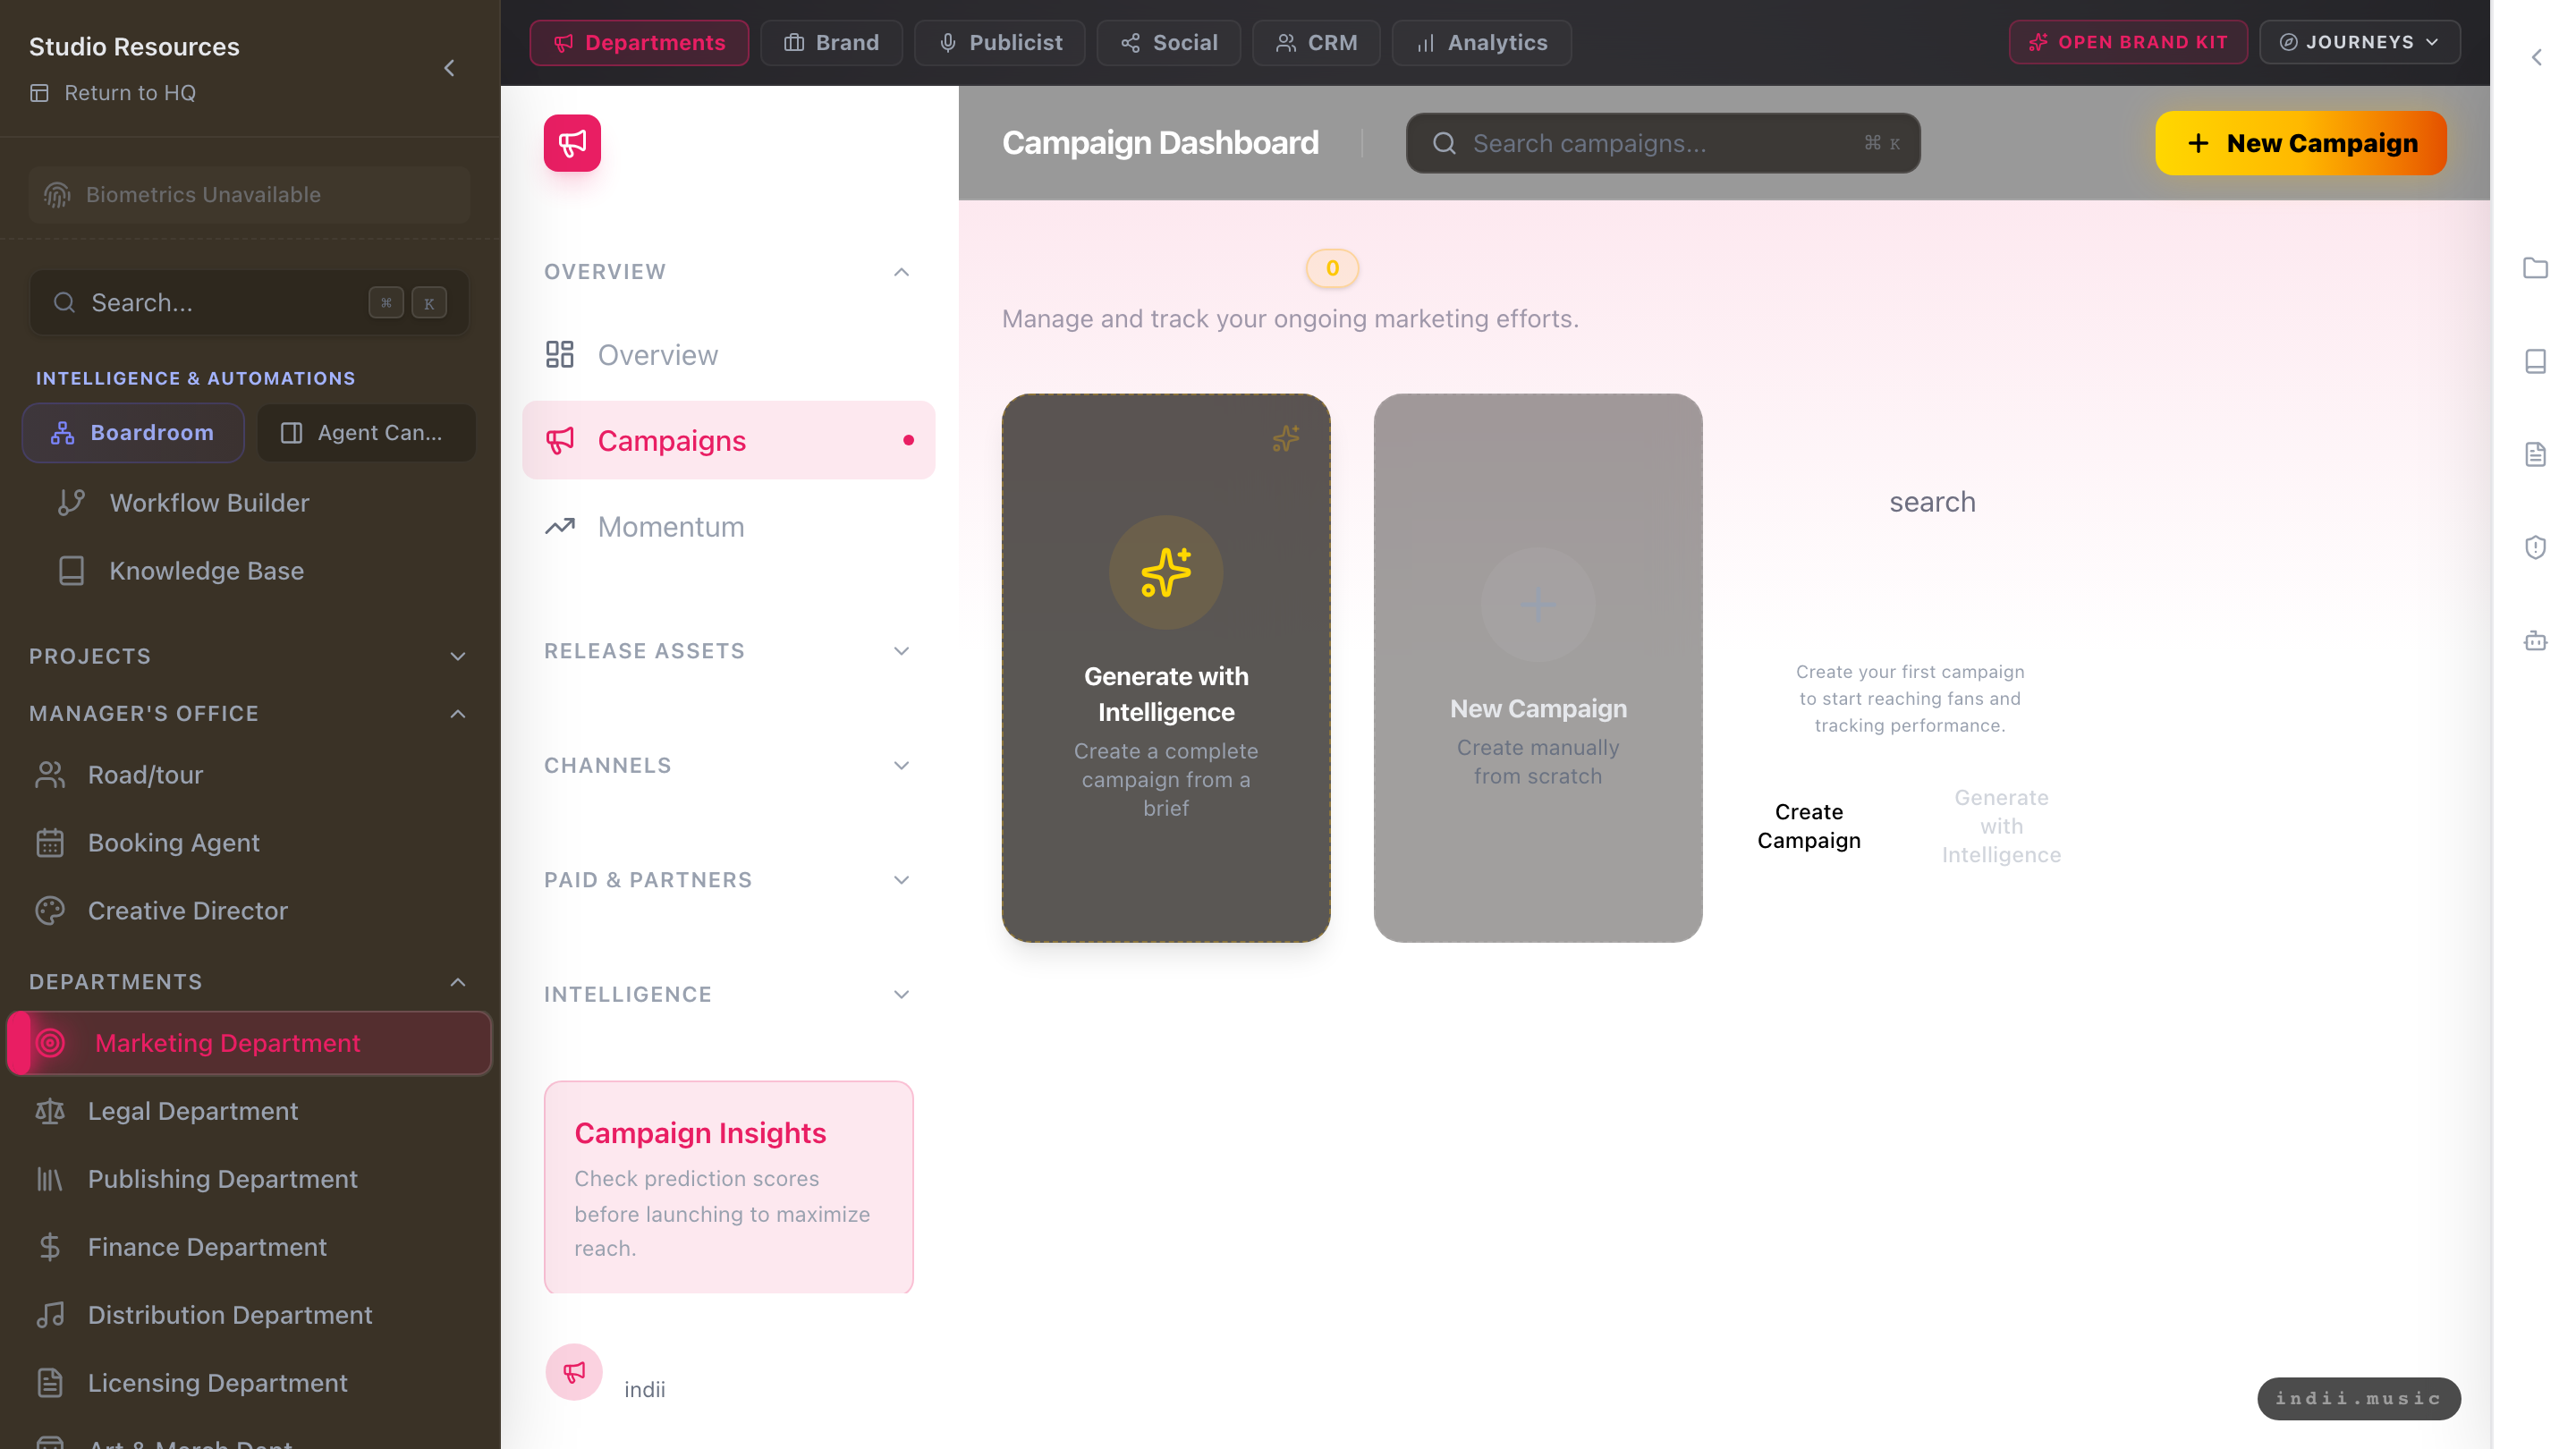 Studio Resources
Return to HQ
Biometrics Unavailable
Search...
⌘ K
INTELLIGENCE & AUTOMATIONS
Boardroom
Agent Can...
Workflow Builder
Knowledge Base
PROJECTS
MANAGER'S OFFICE
Road/tour
Booking Agent
Creative Director
DEPARTMENTS
Marketing Department
Legal Department
Publishing Department
Finance Department
Distribution Department
Licensing Department
Art & Merch Dept
Departments
Brand
Publicist
Social
CRM
Analytics
OPEN BRAND KIT
JOURNEYS
OVERVIEW
Overview
Campaigns
Momentum
RELEASE ASSETS
CHANNELS
PAID & PARTNERS
INTELLIGENCE
Campaign Insights
Check prediction scores
before launching to maximize
reach.
indii
Campaign Dashboard
Search campaigns...
⌘ K
New Campaign
0
Manage and track your ongoing marketing efforts.
Generate with
Intelligence
Create a complete
campaign from a
brief
New Campaign
Create manually
from scratch
search
Create your first campaign
to start reaching fans and
tracking performance.
Create
Campaign
Generate
with
Intelligence
indii.music